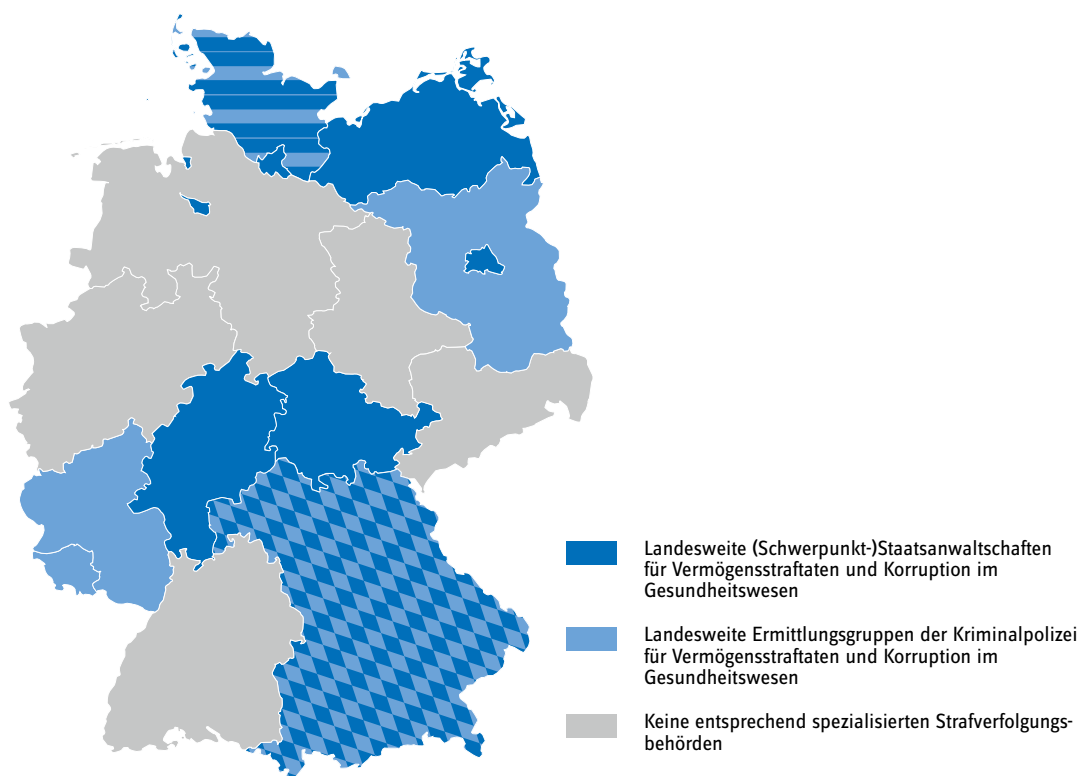 Landesweite (Schwerpunkt-)Staatsanwaltschaften
für Vermögensstraftaten und Korruption im
Gesundheitswesen
Landesweite Ermittlungsgruppen der Kriminalpolizei
für Vermögensstraftaten und Korruption im
Gesundheitswesen
Keine entsprechend spezialisierten Strafverfolgungs-
behörden